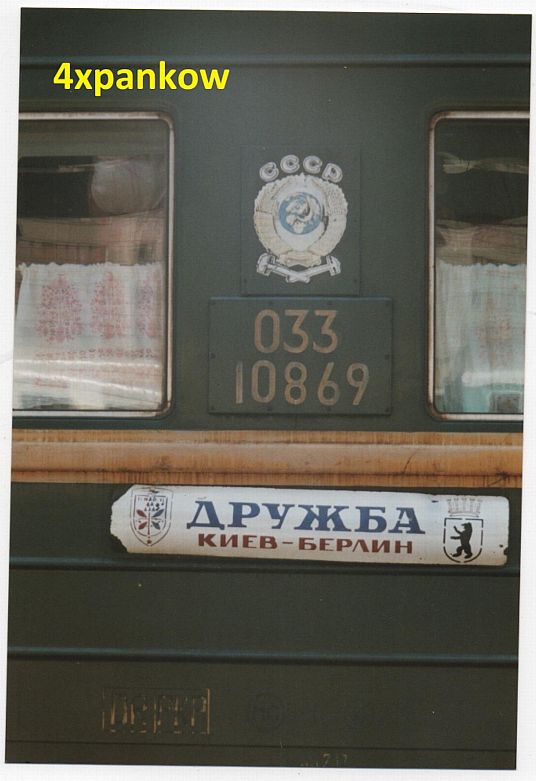 4xpankow
СССР
033
10869
ДРУЖБА
КИЕВ-БЕРЛИН